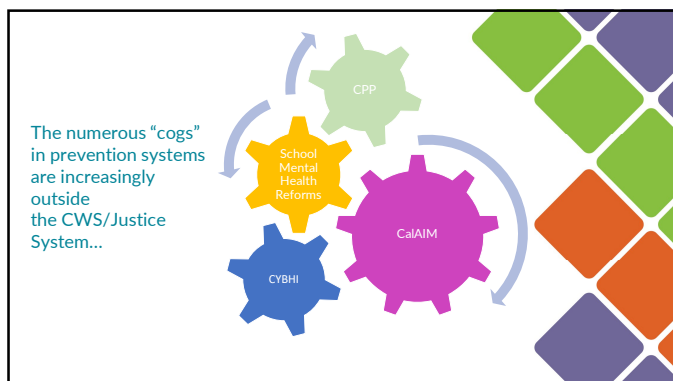 The numerous “cogs”
in prevention systems
are increasingly
outside
the CWS/Justice
System…
CPP
School
Mental
Health
Reforms
CalAIM
CYBHI